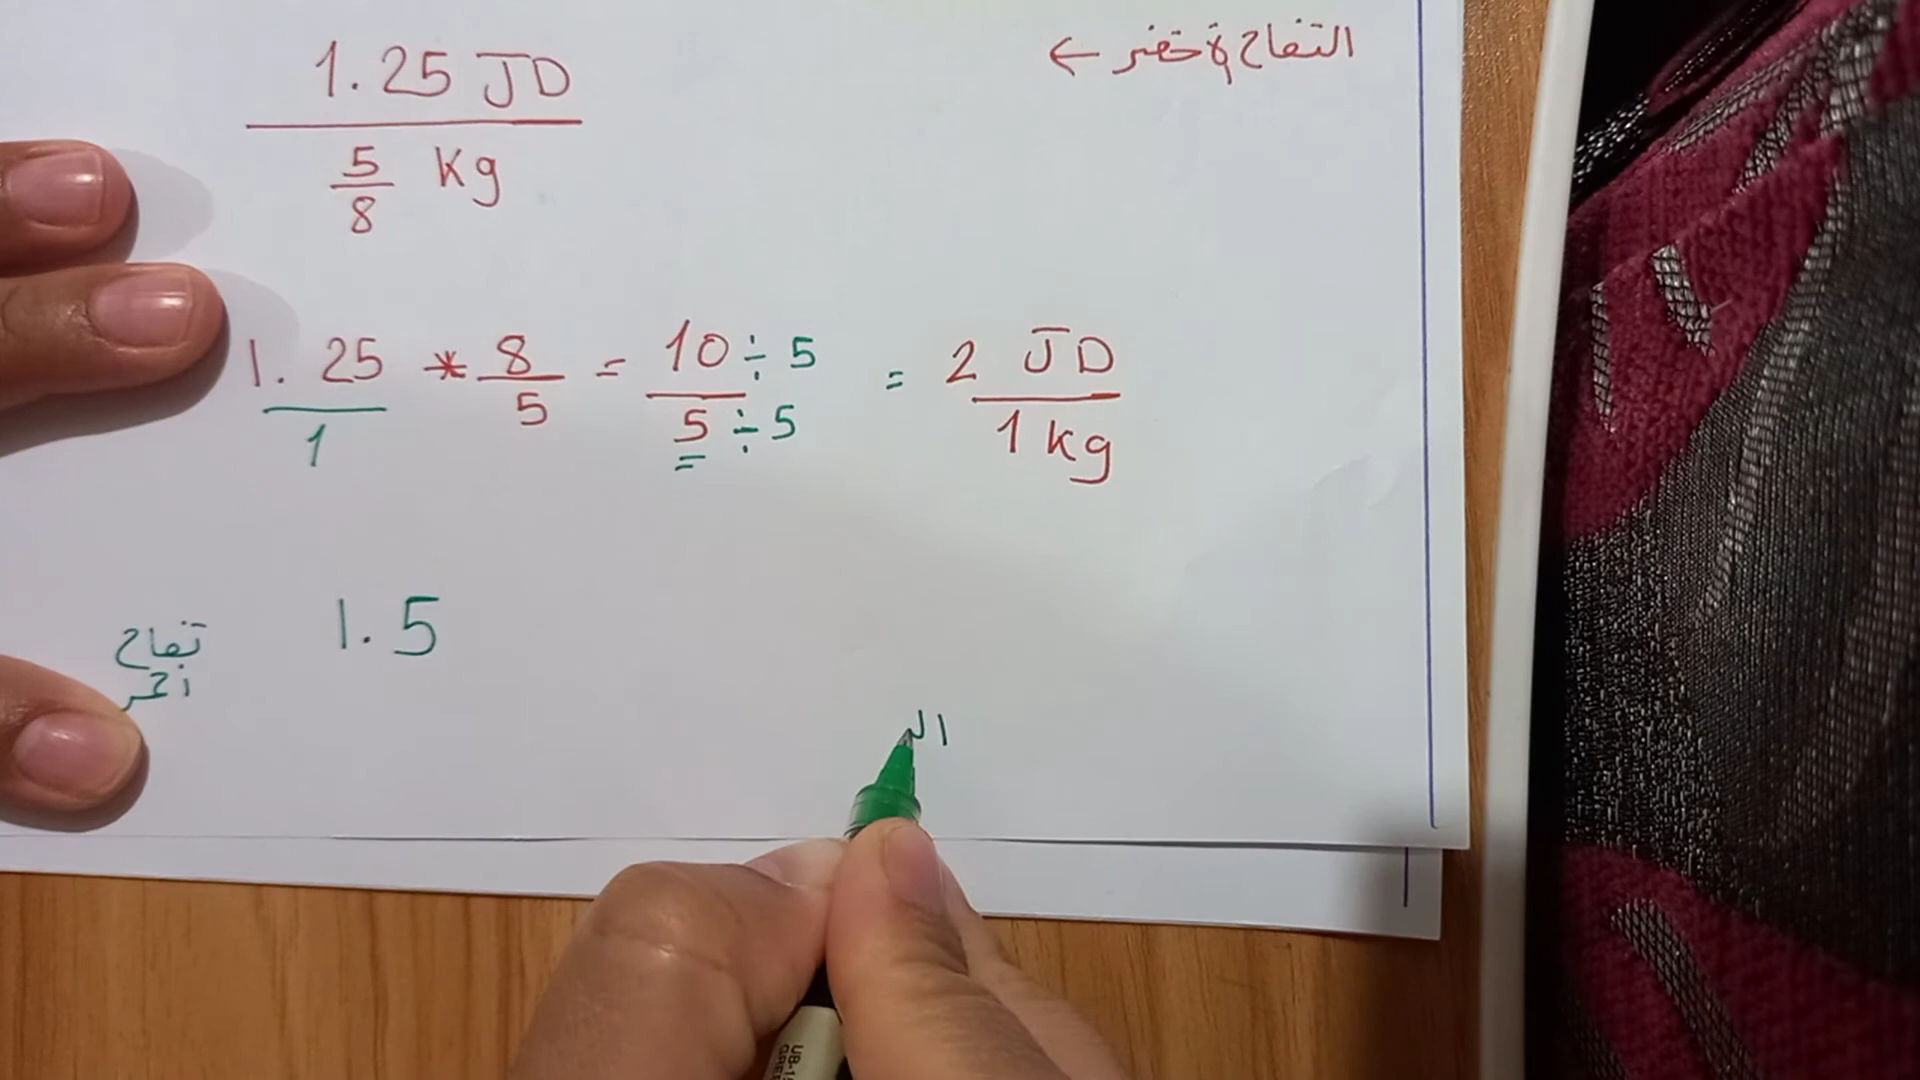 التفاح الأخضر ←
1.25 JD
5/8 Kg
1.25/1 * 8/5 = 10÷5/5÷5 = 2 JD/1 kg
تفاح 1.5
أحمر
ال